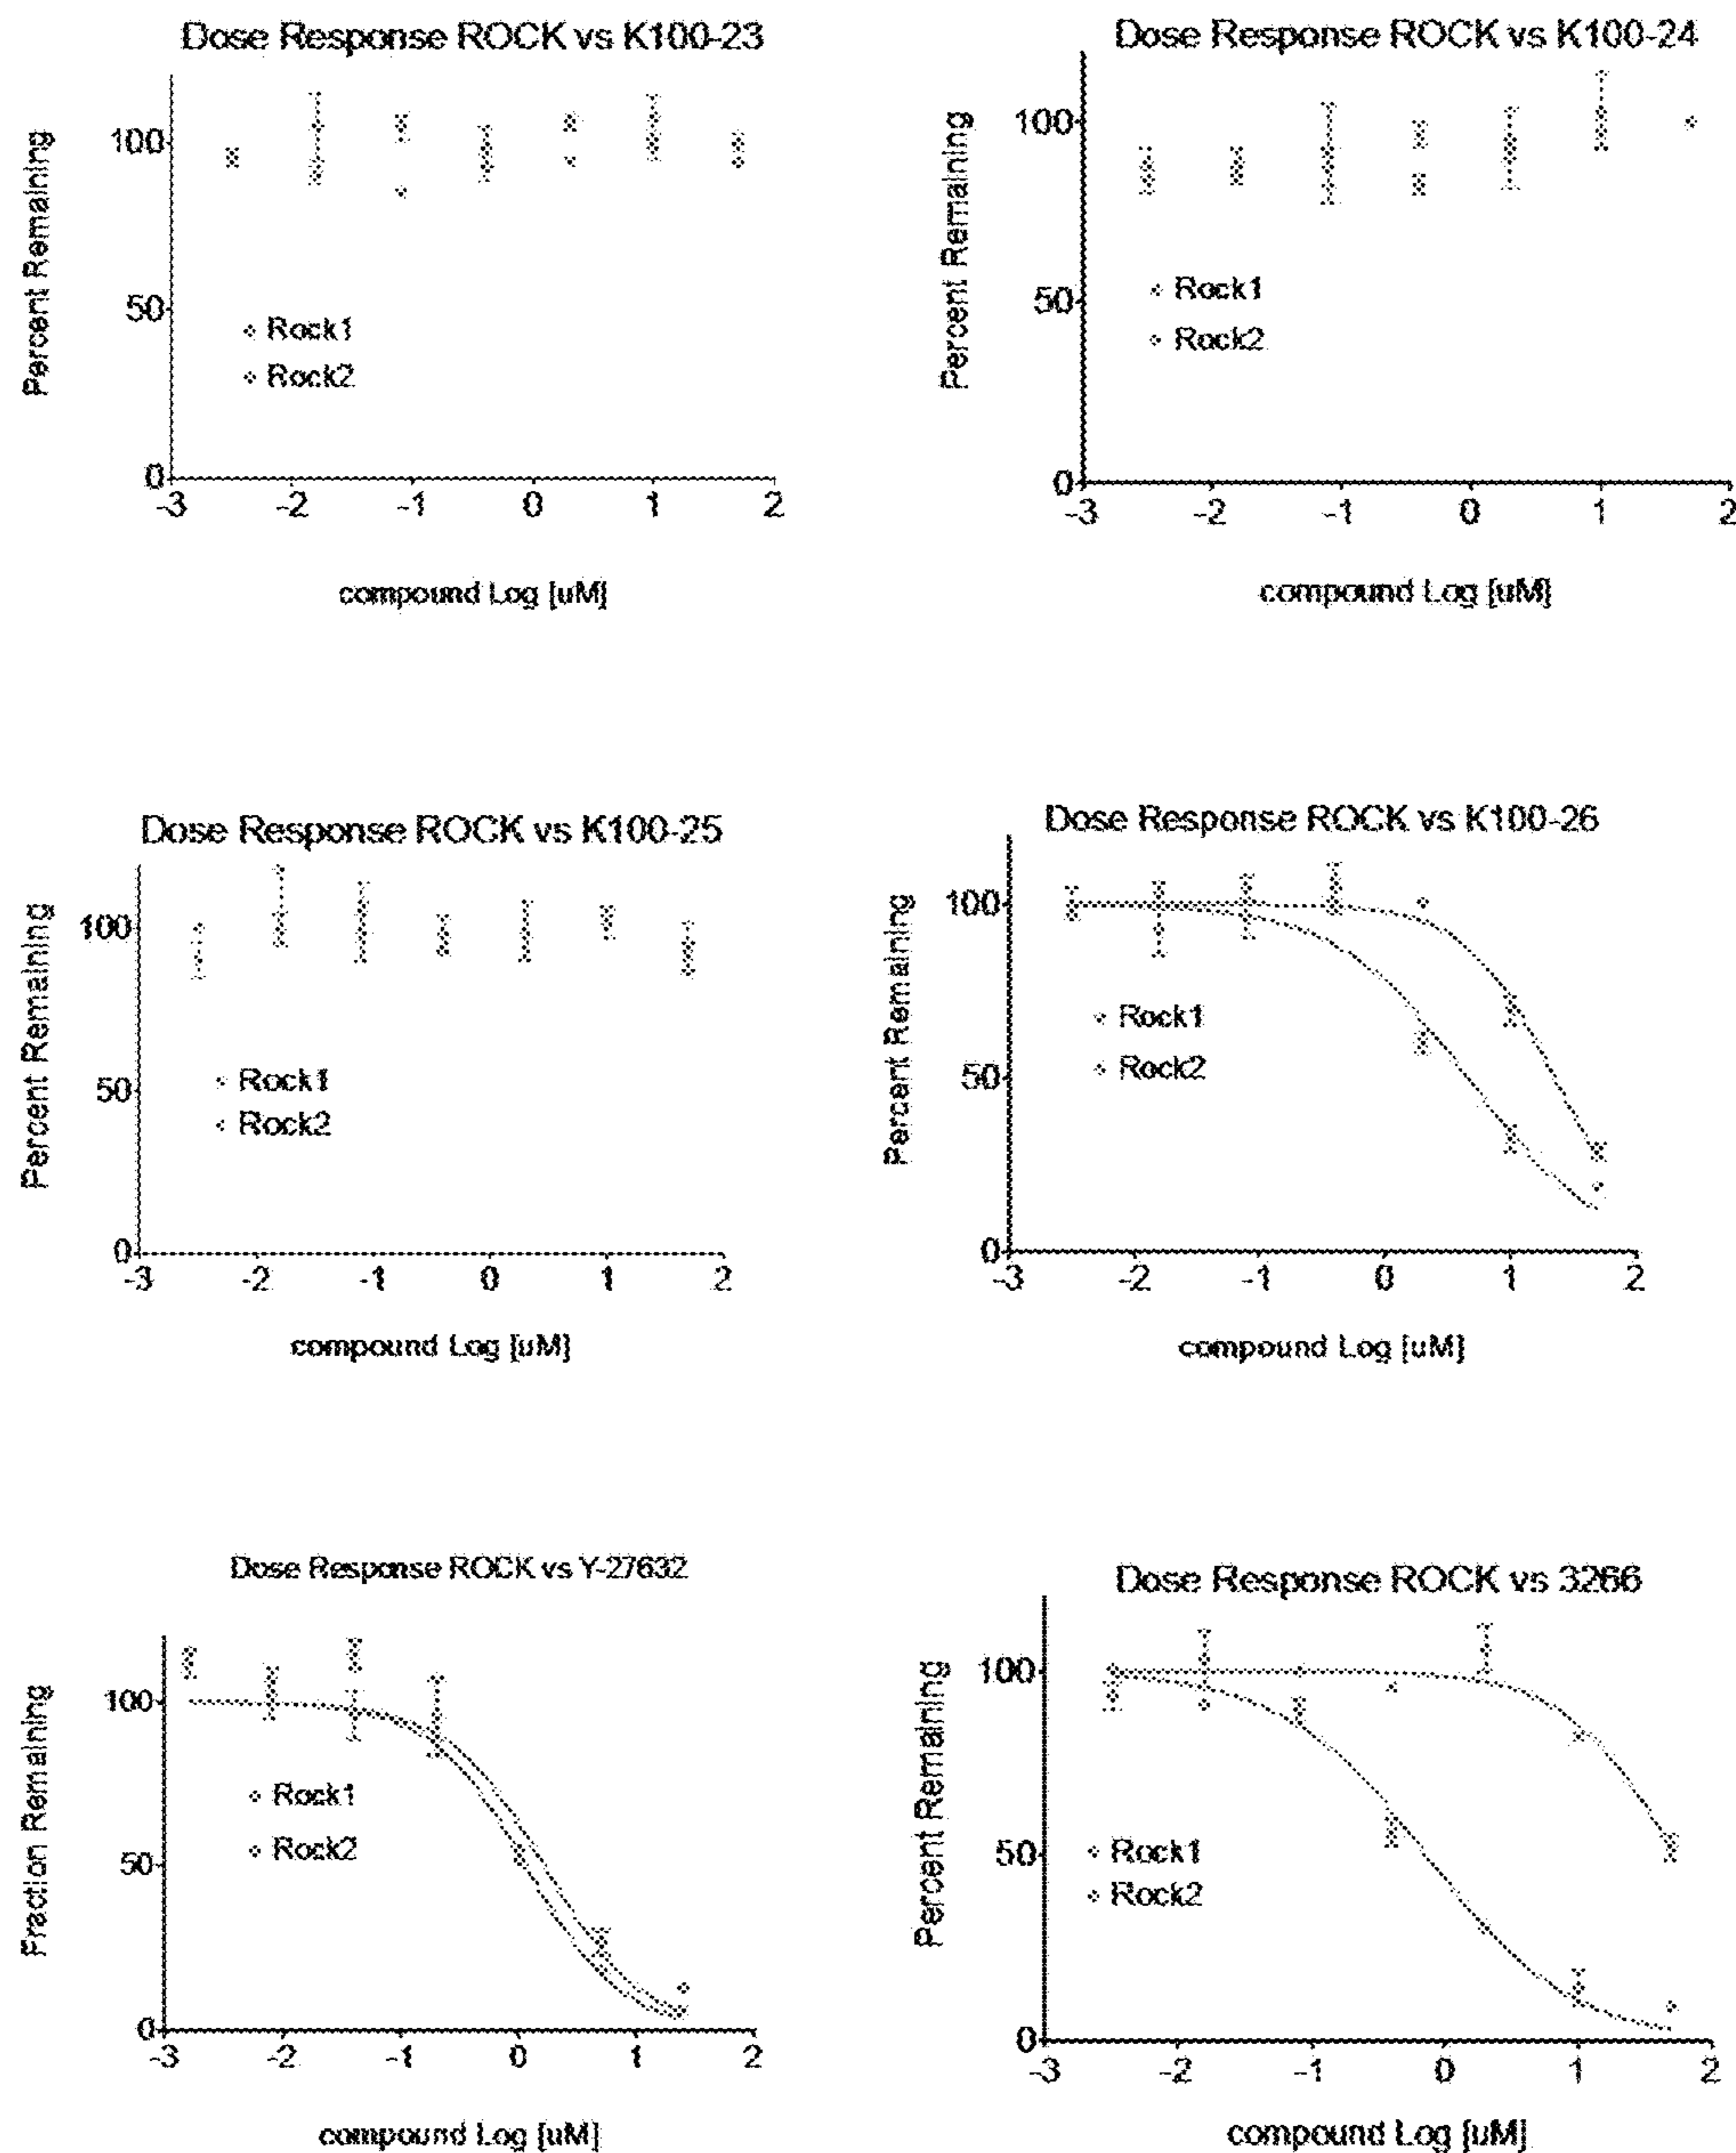 Dose Response ROCK vs K100-23
Percent Remaining
100
50
0
Rock1
Rock2
-3 -2 -1 0 1 2
compound Log [uM]
Dose Response ROCK vs K100-24
Percent Remaining
100
50
0
Rock1
Rock2
-3 -2 -1 0 1 2
compound Log [uM]
Dose Response ROCK vs K100-25
Percent Remaining
100
50
0
Rock1
Rock2
-3 -2 -1 0 1 2
compound Log [uM]
Dose Response ROCK vs K100-26
Percent Remaining
100
50
0
Rock1
Rock2
-3 -2 -1 0 1 2
compound Log [uM]
Dose Response ROCK vs Y-27632
Fraction Remaining
100
50
0
Rock1
Rock2
-3 -2 -1 0 1 2
compound Log [uM]
Dose Response ROCK vs 3266
Percent Remaining
100
50
0
Rock1
Rock2
-3 -2 -1 0 1 2
compound Log [uM]